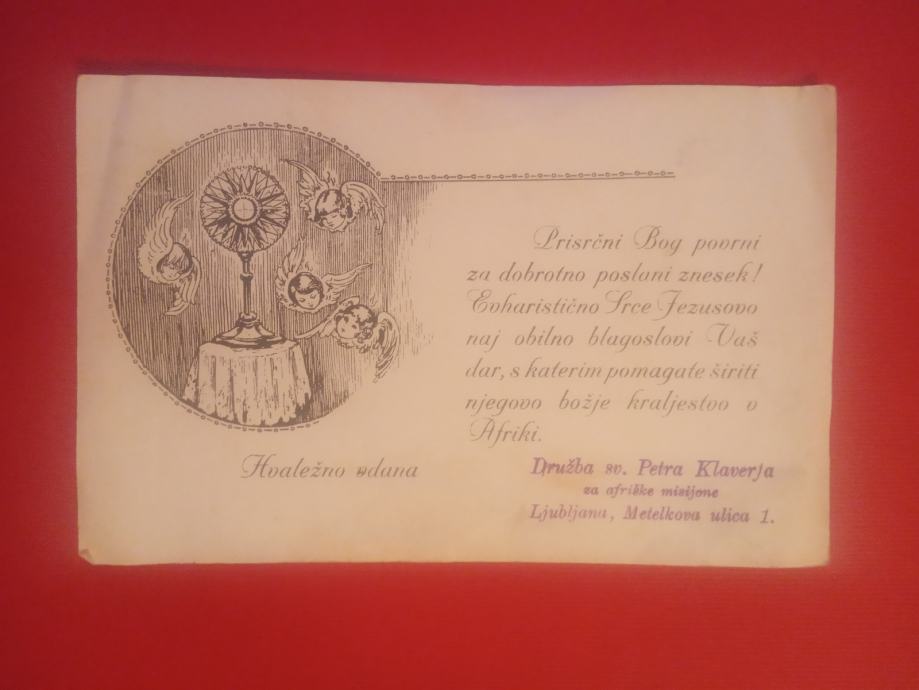 Prisrčni Bog povrni
za dobrotno poslani znesek!
Evharistično Srce Jezusovo
naj obilno blagoslovi Vaš
dar, s katerim pomagate širiti
njegovo božje kraljestvo v
Afriki.
Hvaležno vdana
Družba sv. Petra Klaverja
za afriške misijone
Ljubljana, Metelkova ulica 1.